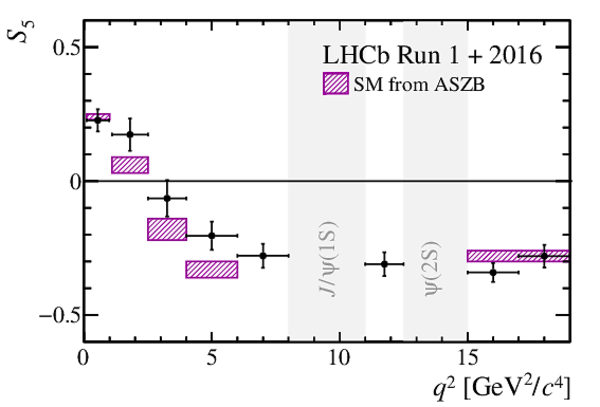 S₅
0.5
LHCb Run 1 + 2016
SM from ASZB
0
J/ψ(1S)
ψ(2S)
−0.5
0 5 10 15
q² [GeV²/c⁴]